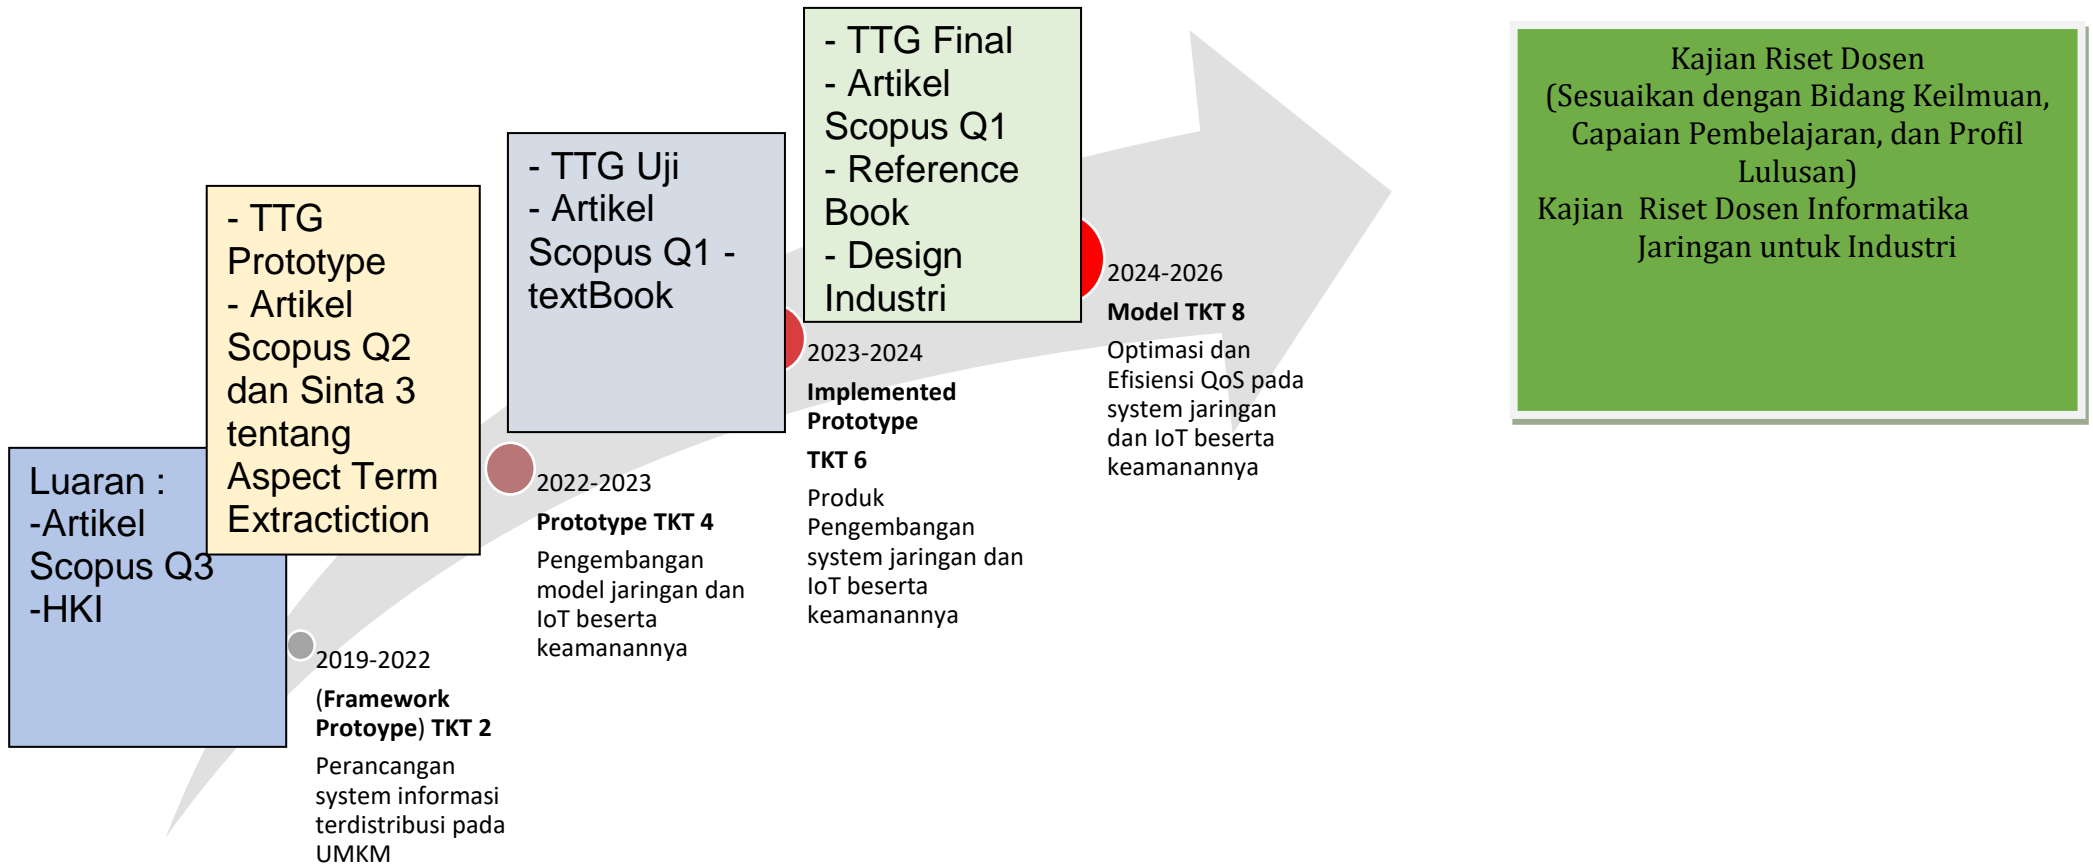 Luaran :
-Artikel
Scopus Q3
-HKI
2019-2022
(Framework
Protoype) TKT 2
Perancangan
system informasi
terdistribusi pada
UMKM
- TTG
Prototype
- Artikel
Scopus Q2
dan Sinta 3
tentang
Aspect Term
Extractiction
2022-2023
Prototype TKT 4
Pengembangan
model jaringan dan
IoT beserta
keamanannya
- TTG Uji
- Artikel
Scopus Q1 -
textBook
2023-2024
Implemented
Prototype
TKT 6
Produk
Pengembangan
system jaringan dan
IoT beserta
keamanannya
- TTG Final
- Artikel
Scopus Q1
- Reference
Book
- Design
Industri
2024-2026
Model TKT 8
Optimasi dan
Efisiensi QoS pada
system jaringan
dan IoT beserta
keamanannya
Kajian Riset Dosen
(Sesuaikan dengan Bidang Keilmuan,
Capaian Pembelajaran, dan Profil
Lulusan)
Kajian  Riset Dosen Informatika
Jaringan untuk Industri